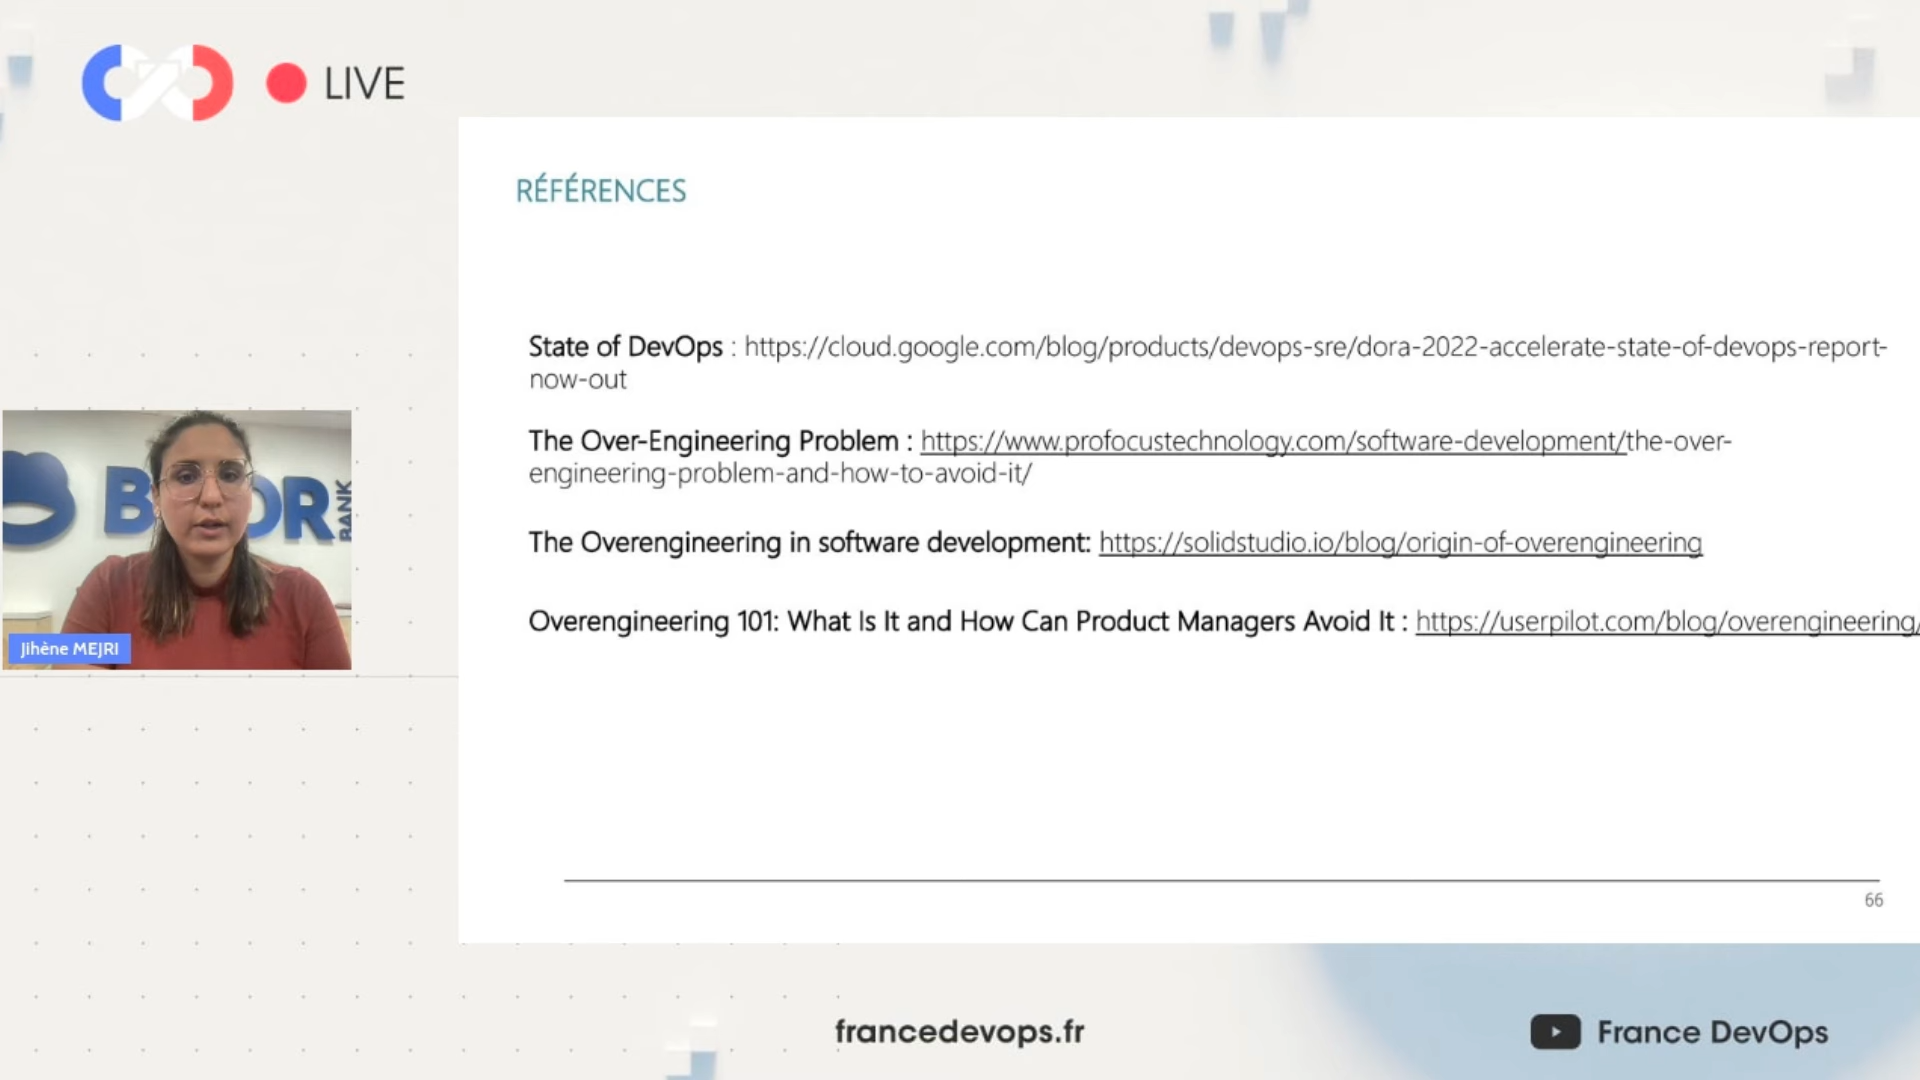 LIVE
RÉFÉRENCES
State of DevOps : https://cloud.google.com/blog/products/devops-sre/dora-2022-accelerate-state-of-devops-report-
now-out
The Over-Engineering Problem : https://www.profocustechnology.com/software-development/the-over-
engineering-problem-and-how-to-avoid-it/
The Overengineering in software development: https://solidstudio.io/blog/origin-of-overengineering
Overengineering 101: What Is It and How Can Product Managers Avoid It : https://userpilot.com/blog/overengineering/
BANK
Jihène MEJRI
66
francedevops.fr
France DevOps